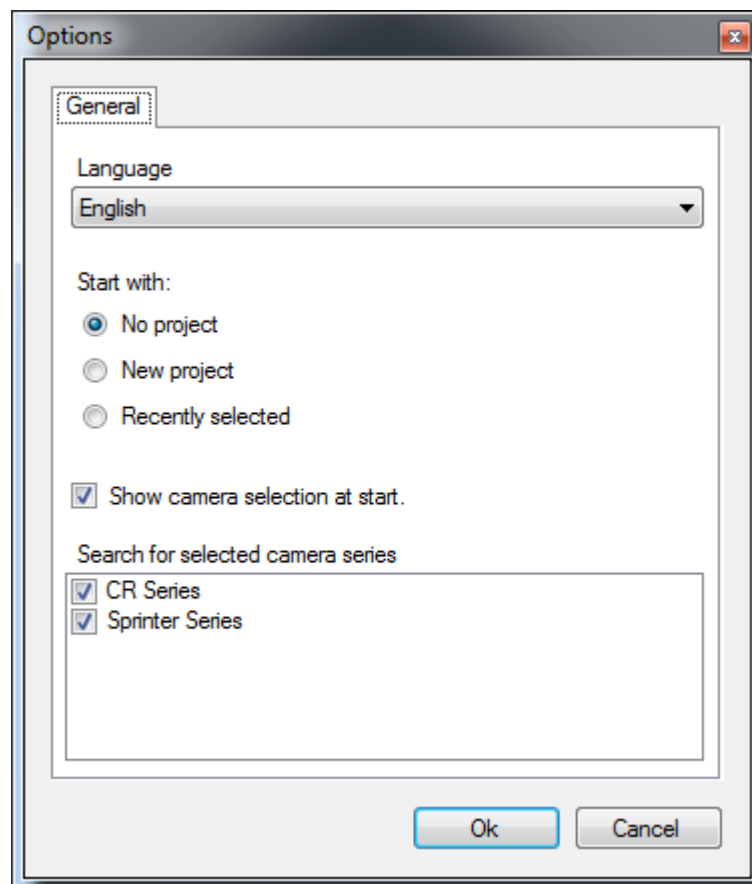 Options
General
Language
English
Start with:
No project
New project
Recently selected
Show camera selection at start.
Search for selected camera series
CR Series
Sprinter Series
Ok Cancel